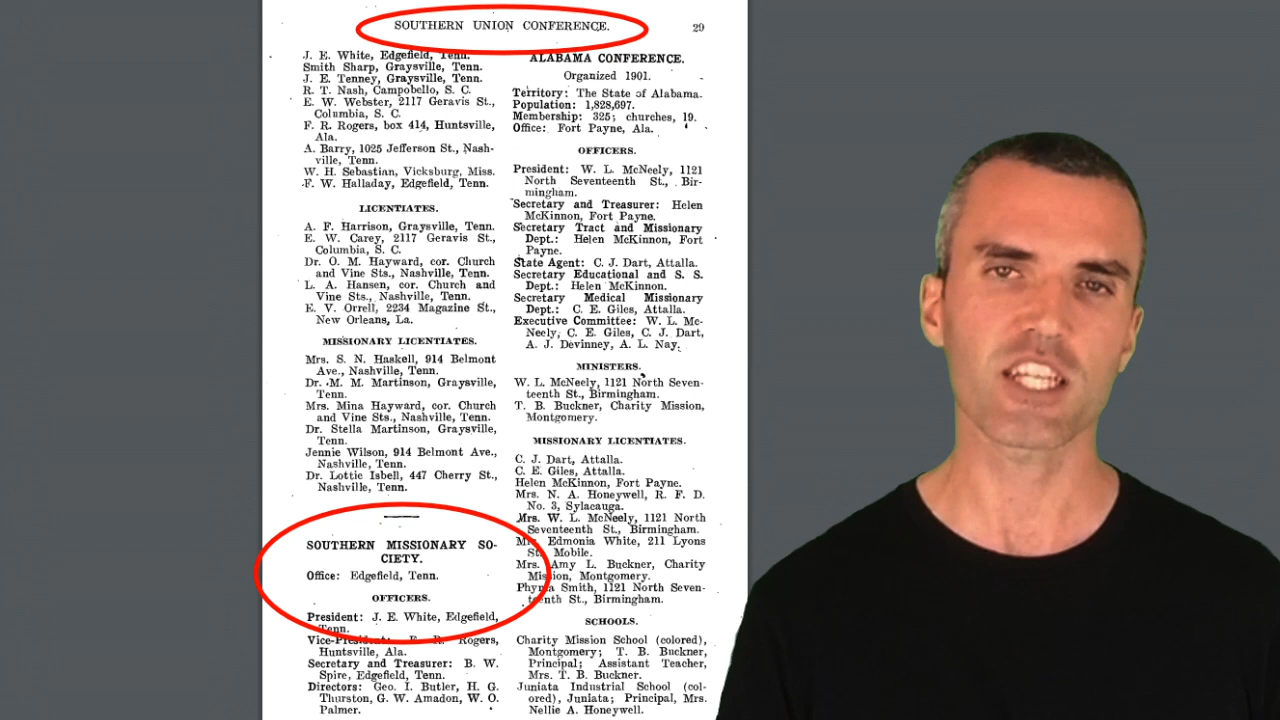 SOUTHERN UNION CONFERENCE. 29
J. E. White, Edgefield, Tenn.
Smith Sharp, Graysville, Tenn.
J. E. Tenney, Graysville, Tenn.
R. T. Nash, Campobello, S. C.
E. W. Webster, 2117 Geravis St.,
Columbia, S. C.
F. R. Rogers, box 414, Huntsville,
Ala.
A. Barry, 1025 Jefferson St., Nash-
ville, Tenn.
W. H. Sebastian, Vicksburg, Miss.
F. W. Halladay, Edgefield, Tenn.
LICENTIATES.
A. F. Harrison, Graysville, Tenn.
E. W. Carey, 2117 Geravis St.,
Columbia, S. C.
Dr. O. M. Hayward, cor. Church
and Vine Sts., Nashville, Tenn.
L. A. Hansen, cor. Church and
Vine Sts., Nashville, Tenn.
E. V. Orrell, 2234 Magazine St.,
New Orleans, La.
MISSIONARY LICENTIATES.
Mrs. S. N. Haskell, 914 Belmont
Ave., Nashville, Tenn.
Dr. M. M. Martinson, Graysville,
Tenn.
Mrs. Mina Hayward, cor. Church
and Vine Sts., Nashville, Tenn.
Dr. Stella Martinson, Graysville,
Tenn.
Jennie Wilson, 914 Belmont Ave.,
Nashville, Tenn.
Dr. Lottie Isbell, 447 Cherry St.,
Nashville, Tenn.
SOUTHERN MISSIONARY SO-
CIETY.
Office: Edgefield, Tenn.
OFFICERS.
President: J. E. White, Edgefield,
Tenn.
Vice-President: F. R. Rogers,
Huntsville, Ala.
Secretary and Treasurer: B. W.
Spire, Edgefield, Tenn.
Directors: Geo. I. Butler, H. G.
Thurston, G. W. Amadon, W. O.
Palmer.
ALABAMA CONFERENCE.
Organized 1901.
Territory: The State of Alabama.
Population: 1,828,697.
Membership: 325; churches, 19.
Office: Fort Payne, Ala.
OFFICERS.
President: W. L. McNeely, 1121
North Seventeenth St., Bir-
mingham.
Secretary and Treasurer: Helen
McKinnon, Fort Payne.
Secretary Tract and Missionary
Dept.: Helen McKinnon, Fort
Payne.
State Agent: C. J. Dart, Attalla.
Secretary Educational and S. S.
Dept.: Helen McKinnon.
Secretary Medical Missionary
Dept.: C. E. Giles, Attalla.
Executive Committee: W. L. Mc-
Neely, C. E. Giles, C. J. Dart,
A. J. Devinney, A. L. Nay.
MINISTERS.
W. L. McNeely, 1121 North Seven-
teenth St., Birmingham.
T. B. Buckner, Charity Mission,
Montgomery.
MISSIONARY LICENTIATES.
C. J. Dart, Attalla.
C. E. Giles, Attalla.
Helen McKinnon, Fort Payne.
Mrs. N. A. Honeywell, R. F. D.
No. 3, Sylacauga.
Mrs. W. L. McNeely, 1121 North
Seventeenth St., Birmingham.
Mrs. Edmonia White, 211 Lyons
St., Mobile.
Mrs. Amy L. Buckner, Charity
Mission, Montgomery.
Smith, 1121 North Seven-
teenth St., Birmingham.
SCHOOLS.
Charity Mission School (colored),
Montgomery; T. B. Buckner,
Principal; Assistant Teacher,
Mrs. T. B. Buckner.
Juniata Industrial School (col-
ored), Juniata; Principal, Mrs.
Nellie A. Honeywell.